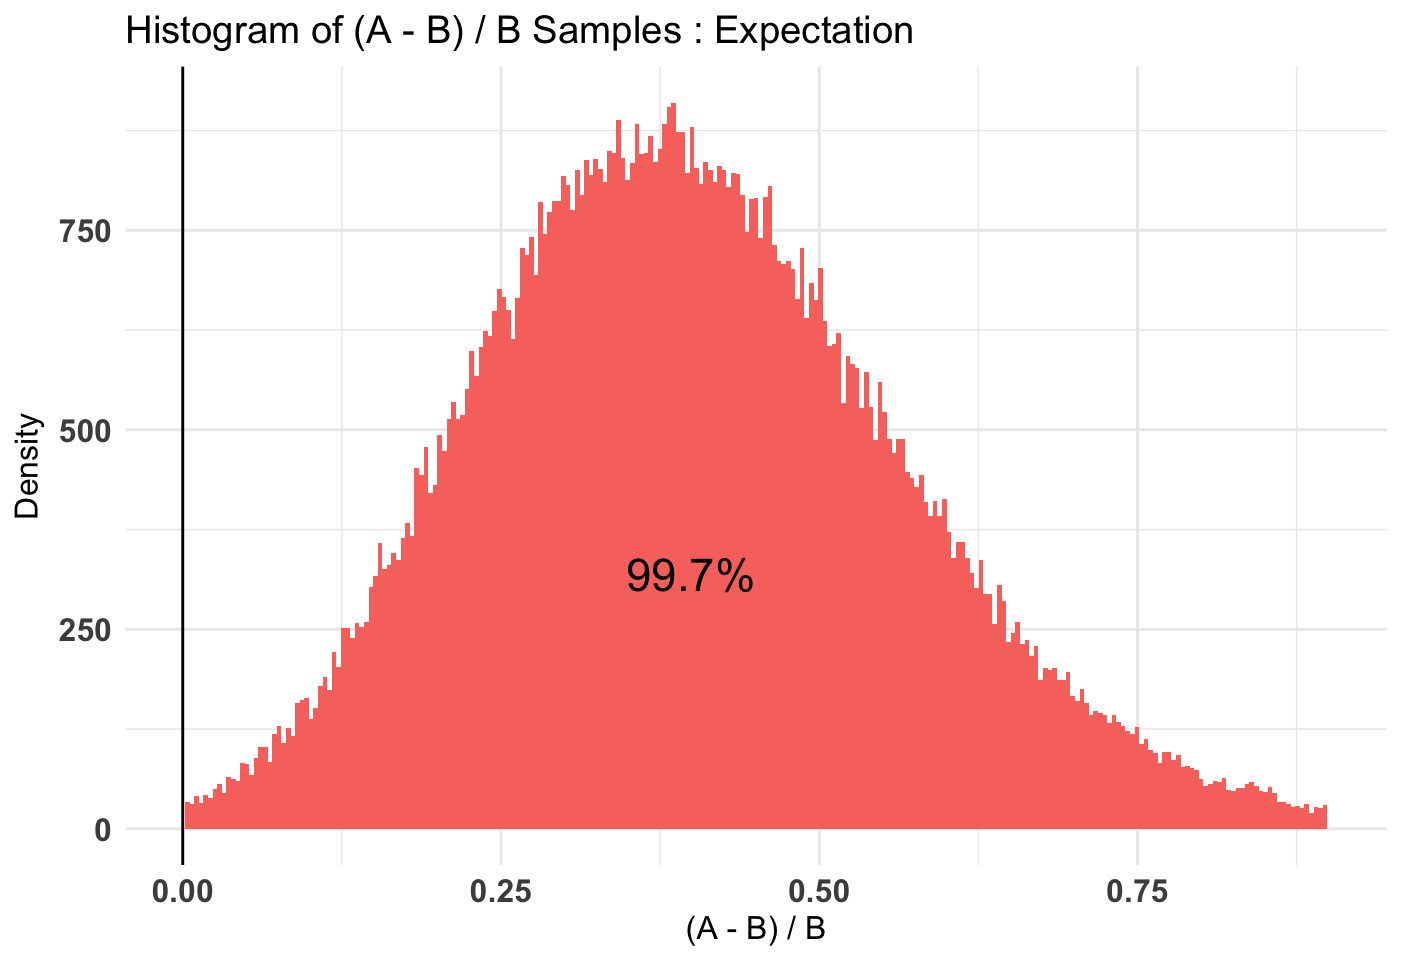 Histogram of (A - B) / B Samples : Expectation
Density
750
500
250
0
99.7%
0.00 0.25 0.50 0.75
(A - B) / B